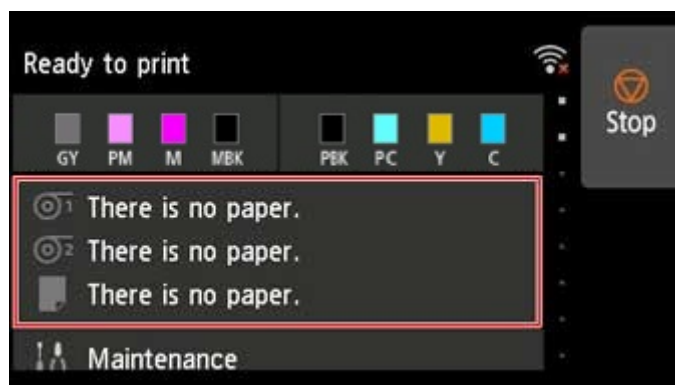 Ready to print
Stop
GY PM M MBK PBK PC Y C
1 There is no paper.
2 There is no paper.
There is no paper.
Maintenance